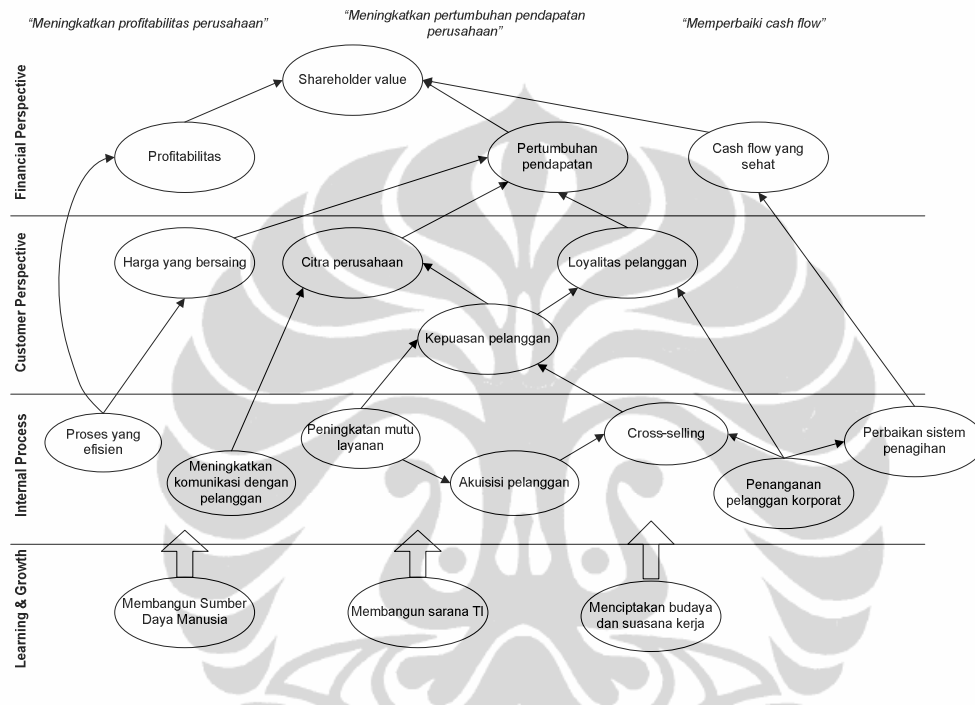 “Meningkatkan profitabilitas perusahaan”
“Meningkatkan pertumbuhan pendapatan
perusahaan”
“Memperbaiki cash flow”
Financial Perspective
Shareholder value
Profitabilitas
Pertumbuhan
pendapatan
Cash flow yang
sehat
Customer Perspective
Harga yang bersaing
Citra perusahaan
Loyalitas pelanggan
Kepuasan pelanggan
Internal Process
Proses yang
efisien
Meningkatkan
komunikasi dengan
pelanggan
Peningkatan mutu
layanan
Akuisisi pelanggan
Cross-selling
Penanganan
pelanggan korporat
Perbaikan sistem
penagihan
Learning & Growth
Membangun Sumber
Daya Manusia
Membangun sarana TI
Menciptakan budaya
dan suasana kerja